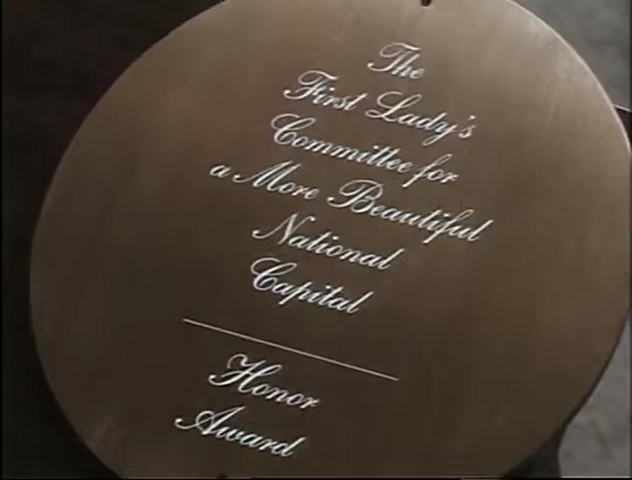 The
First Lady's
Committee for
a More Beautiful
National
Capital
Honor
Award